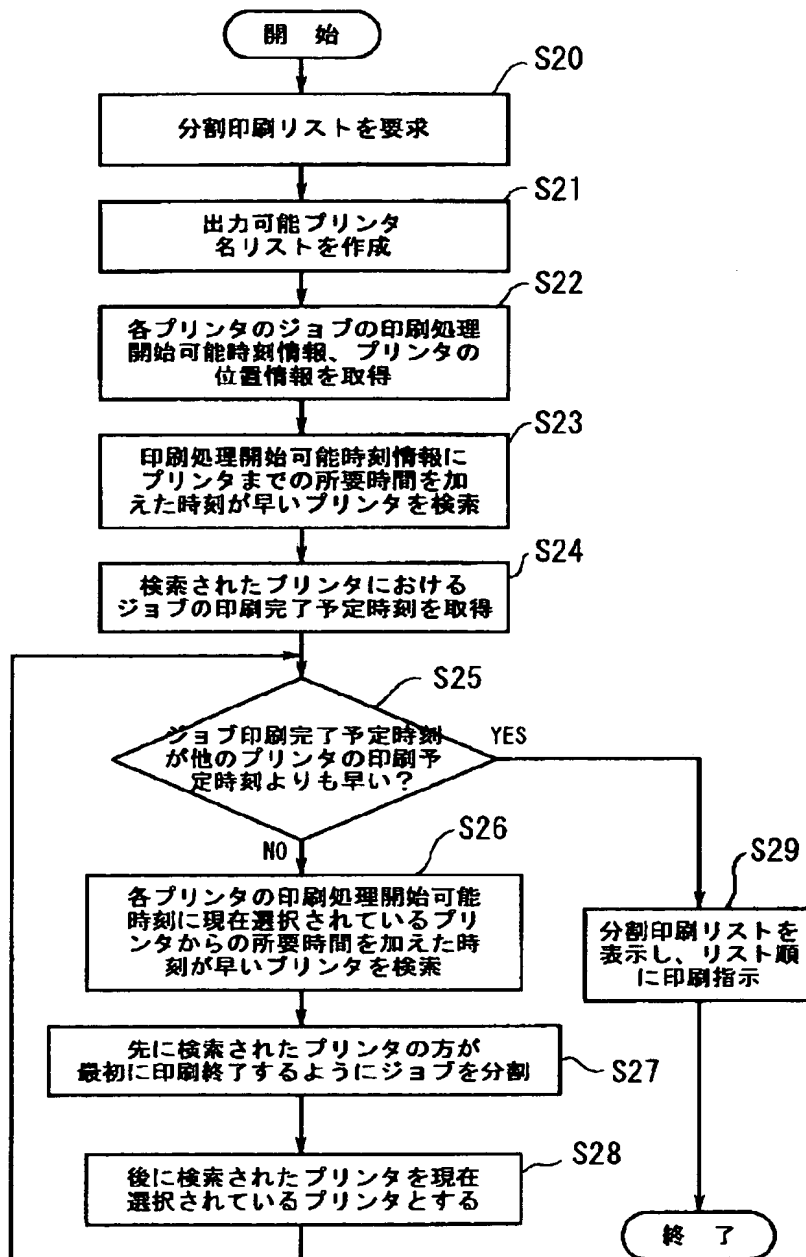 開 始
S20
分割印刷リストを要求
S21
出力可能プリンタ
名リストを作成
S22
各プリンタのジョブの印刷処理
開始可能時刻情報、プリンタの
位置情報を取得
S23
印刷処理開始可能時刻情報に
プリンタまでの所要時間を加
えた時刻が早いプリンタを検索
S24
検索されたプリンタにおける
ジョブの印刷完了予定時刻を取得
S25
ジョブ印刷完了予定時刻
が他のプリンタの印刷予
定時刻よりも早い？
YES
NO
S26
各プリンタの印刷処理開始可能
時刻に現在選択されているプリ
ンタからの所要時間を加えた時
刻が早いプリンタを検索
S29
分割印刷リストを
表示し、リスト順
に印刷指示
先に検索されたプリンタの方が
最初に印刷終了するようにジョブを分割
S27
S28
後に検索されたプリンタを現在
選択されているプリンタとする
終 了